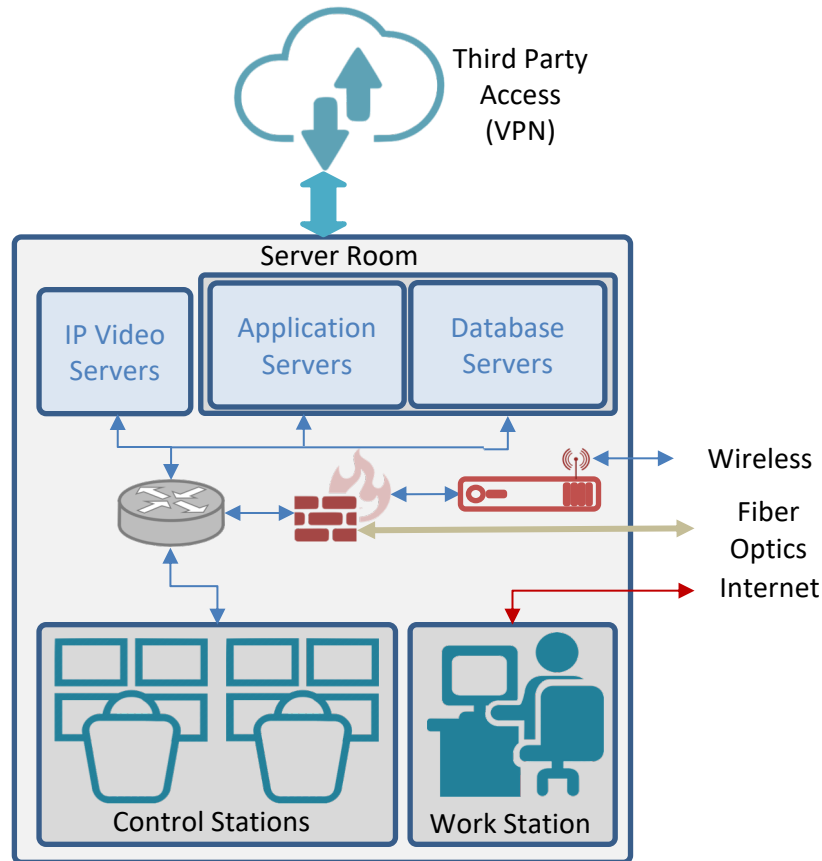 Third Party
Access
(VPN)
Server Room
IP Video
Servers
Application
Servers
Database
Servers
Wireless
Fiber
Optics
Internet
Control Stations
Work Station